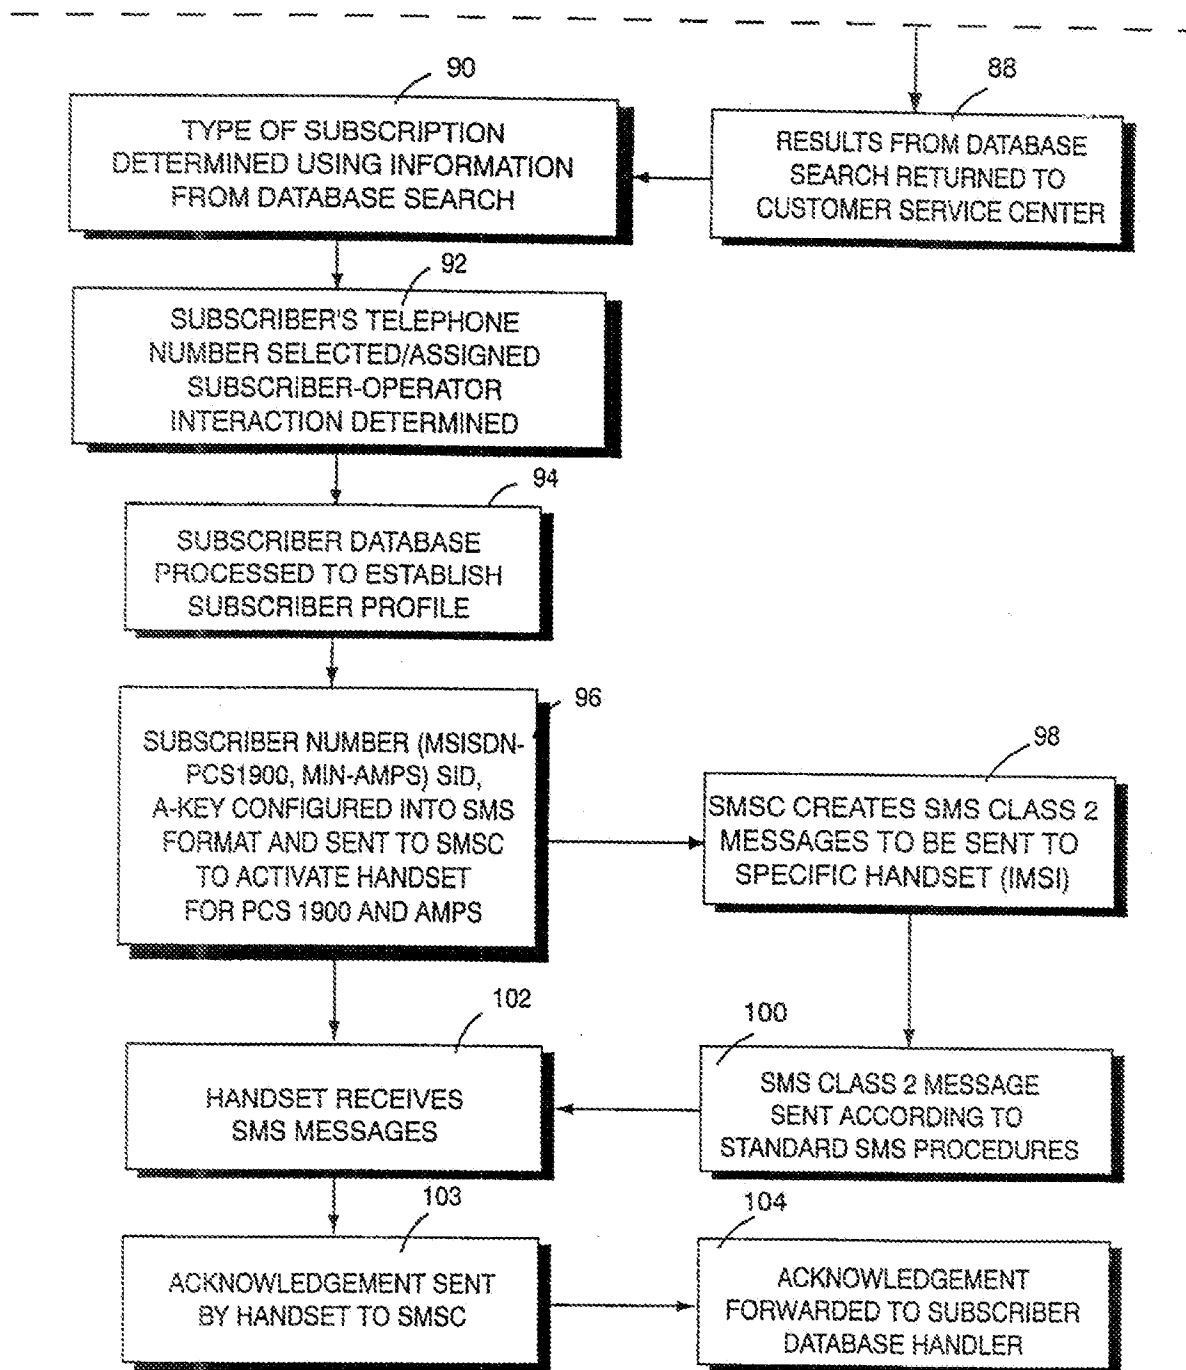 90
TYPE OF SUBSCRIPTION
DETERMINED USING INFORMATION
FROM DATABASE SEARCH
88
RESULTS FROM DATABASE
SEARCH RETURNED TO
CUSTOMER SERVICE CENTER
92
SUBSCRIBER'S TELEPHONE
NUMBER SELECTED/ASSIGNED
SUBSCRIBER-OPERATOR
INTERACTION DETERMINED
94
SUBSCRIBER DATABASE
PROCESSED TO ESTABLISH
SUBSCRIBER PROFILE
96
SUBSCRIBER NUMBER (MSISDN-
PCS1900, MIN-AMPS) SID,
A-KEY CONFIGURED INTO SMS
FORMAT AND SENT TO SMSC
TO ACTIVATE HANDSET
FOR PCS 1900 AND AMPS
98
SMSC CREATES SMS CLASS 2
MESSAGES TO BE SENT TO
SPECIFIC HANDSET (IMSI)
102
HANDSET RECEIVES
SMS MESSAGES
100
SMS CLASS 2 MESSAGE
SENT ACCORDING TO
STANDARD SMS PROCEDURES
103
ACKNOWLEDGEMENT SENT
BY HANDSET TO SMSC
104
ACKNOWLEDGEMENT
FORWARDED TO SUBSCRIBER
DATABASE HANDLER